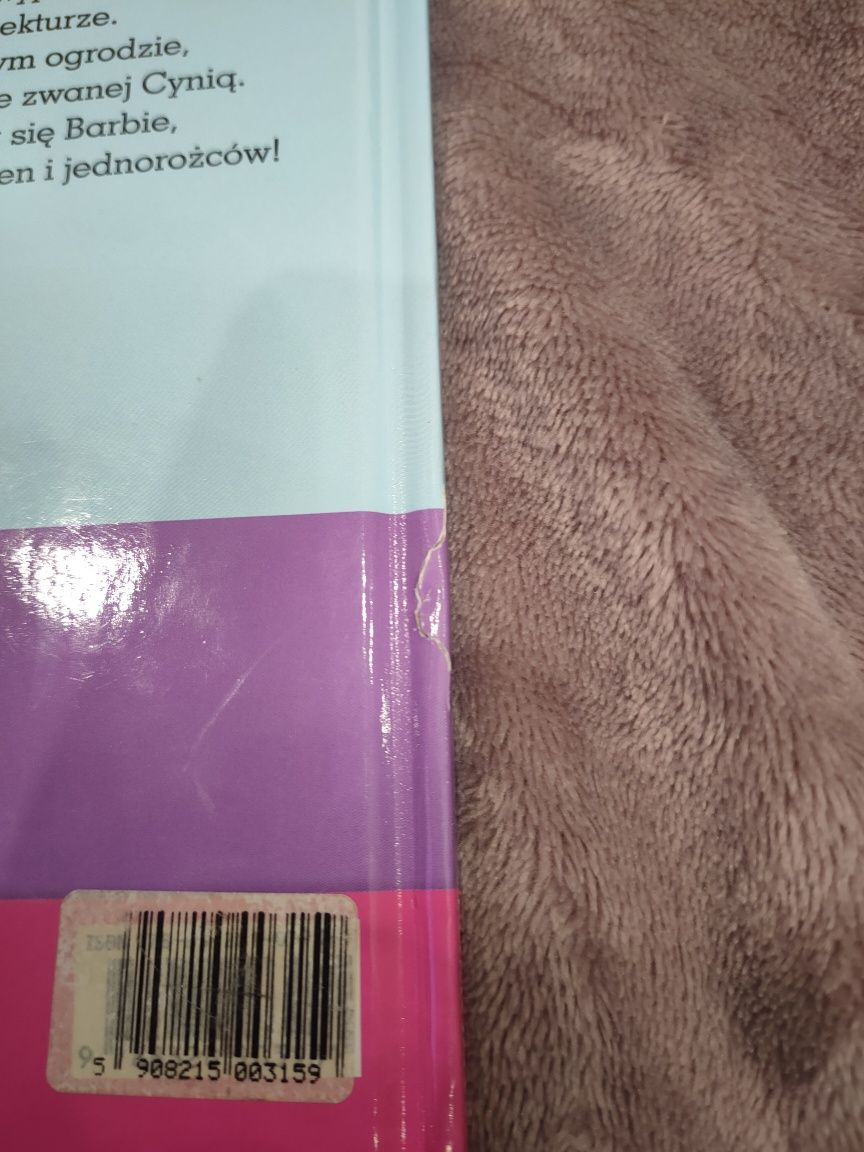 ekturze.
ym ogrodzie,
e zwanej Cynią.
się Barbie,
en i jednorożców!
5 908215 003159